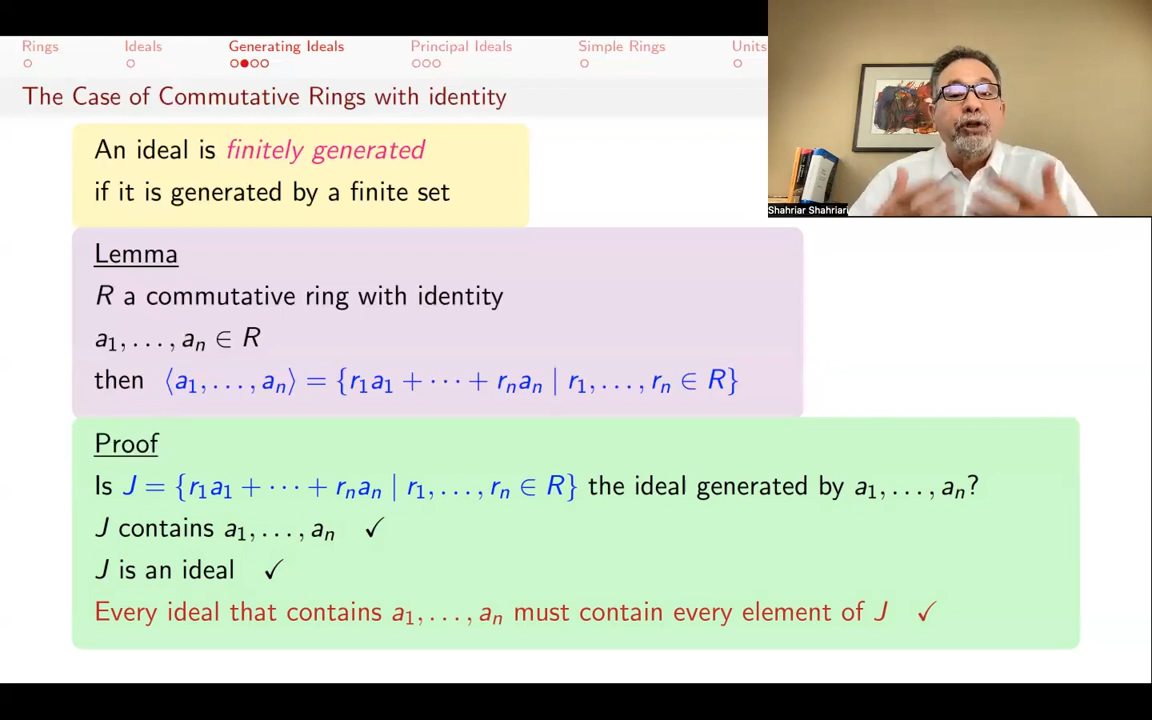 Rings Ideals Generating Ideals Principal Ideals Simple Rings Units
The Case of Commutative Rings with identity
An ideal is finitely generated
if it is generated by a finite set
Lemma
R a commutative ring with identity
a₁, . . . , aₙ ∈ R
then ⟨a₁, . . . , aₙ⟩ = {r₁a₁ + · · · + rₙaₙ | r₁, . . . , rₙ ∈ R}
Proof
Is J = {r₁a₁ + · · · + rₙaₙ | r₁, . . . , rₙ ∈ R} the ideal generated by a₁, . . . , aₙ?
J contains a₁, . . . , aₙ ✓
J is an ideal ✓
Every ideal that contains a₁, . . . , aₙ must contain every element of J ✓
Shahriar Shahriari